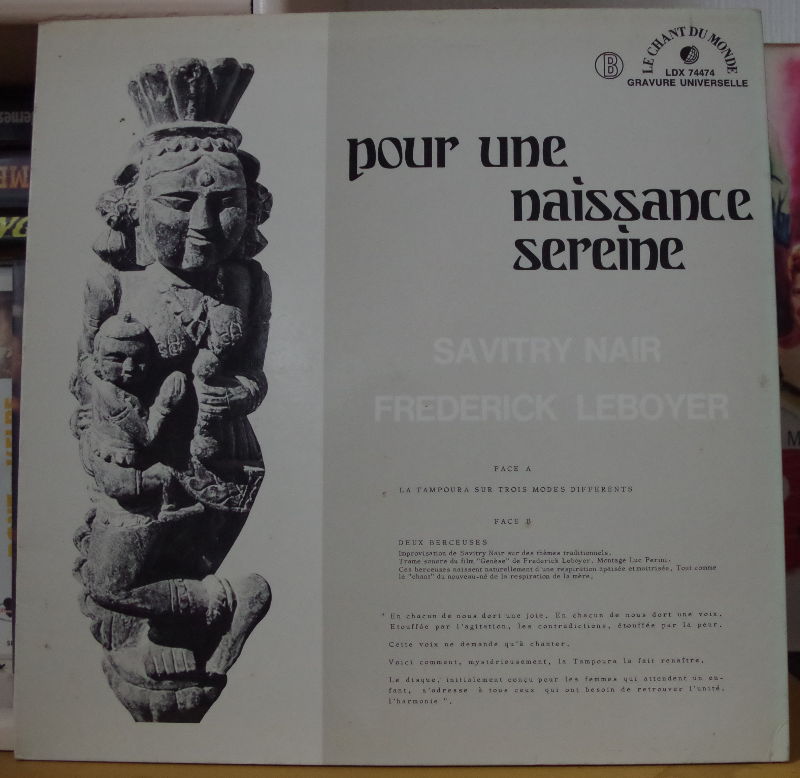 B
LE CHANT DU MONDE
LDX 74474
GRAVURE UNIVERSELLE
pour une
naissance
sereine
SAVITRY NAIR
FREDERICK LEBOYER
FACE A
LA TAMPOURA SUR TROIS MODES DIFFERENTS
FACE B
DEUX BERCEUSES
Improvisation de Savitry Nair sur des thèmes traditionnels.
Trame sonore du film "Genèse" de Frederick Leboyer. Montage Luc Perini.
Ces berceuses naissent naturellement d'une respiration apaisée et maitrisée. Tout comme
le "chant" du nouveau-né de la respiration de la mère.
" En chacun de nous dort une joie. En chacun de nous dort une voix.
Etouffée par l'agitation, les contradictions, étouffée par la peur.
Cette voix ne demande qu'à chanter.
Voici comment, mystérieusement, la Tampoura la fait renaître.
Le disque, initialement conçu pour les femmes qui attendent un en-
fant, s'adresse à tous ceux qui ont besoin de retrouver l'unité,
l'harmonie ".